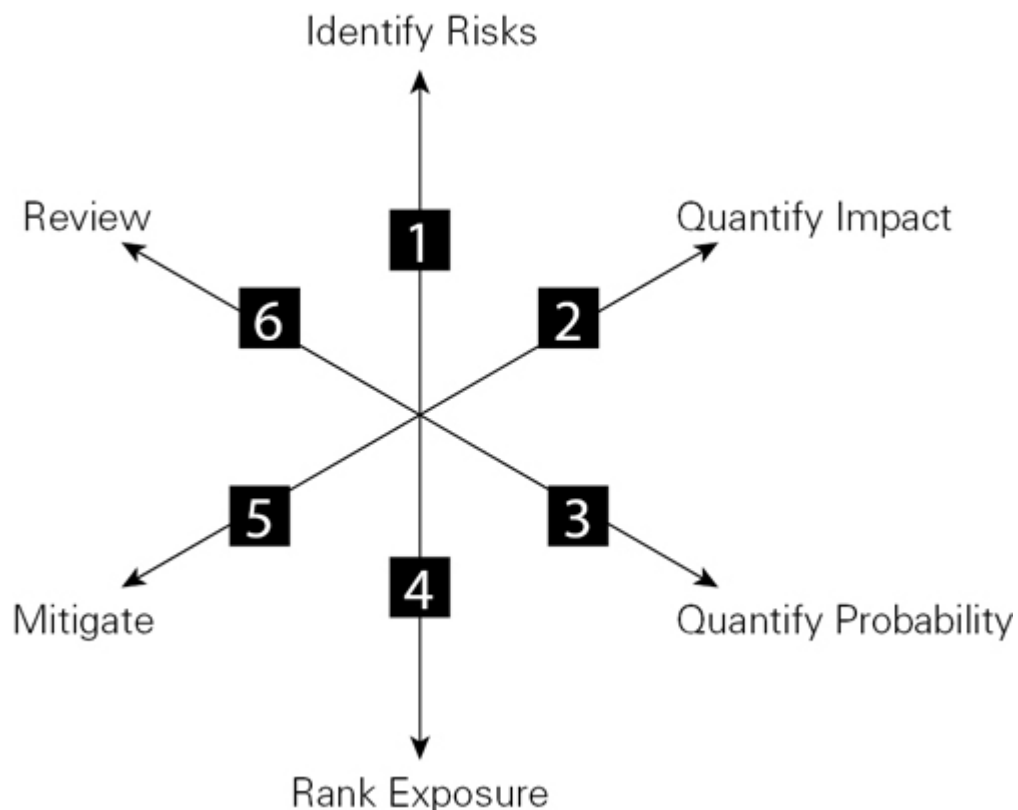 Identify Risks
Review
Quantify Impact
1
6
2
5
3
4
Mitigate
Quantify Probability
Rank Exposure